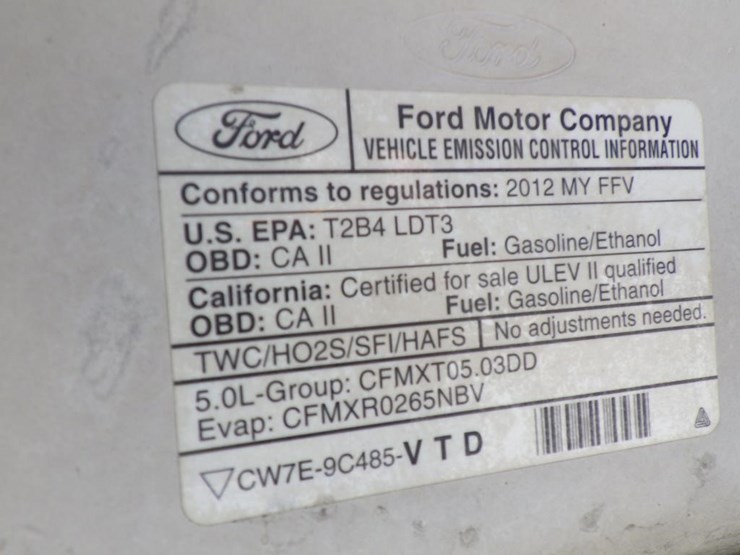 Ford
Ford
Ford Motor Company
VEHICLE EMISSION CONTROL INFORMATION
Conforms to regulations: 2012 MY FFV
U.S. EPA: T2B4 LDT3
OBD: CA II Fuel: Gasoline/Ethanol
California: Certified for sale ULEV II qualified
OBD: CA II Fuel: Gasoline/Ethanol
TWC/HO2S/SFI/HAFS No adjustments needed.
5.0L-Group: CFMXT05.03DD
Evap: CFMXR0265NBV
CW7E-9C485-V T D